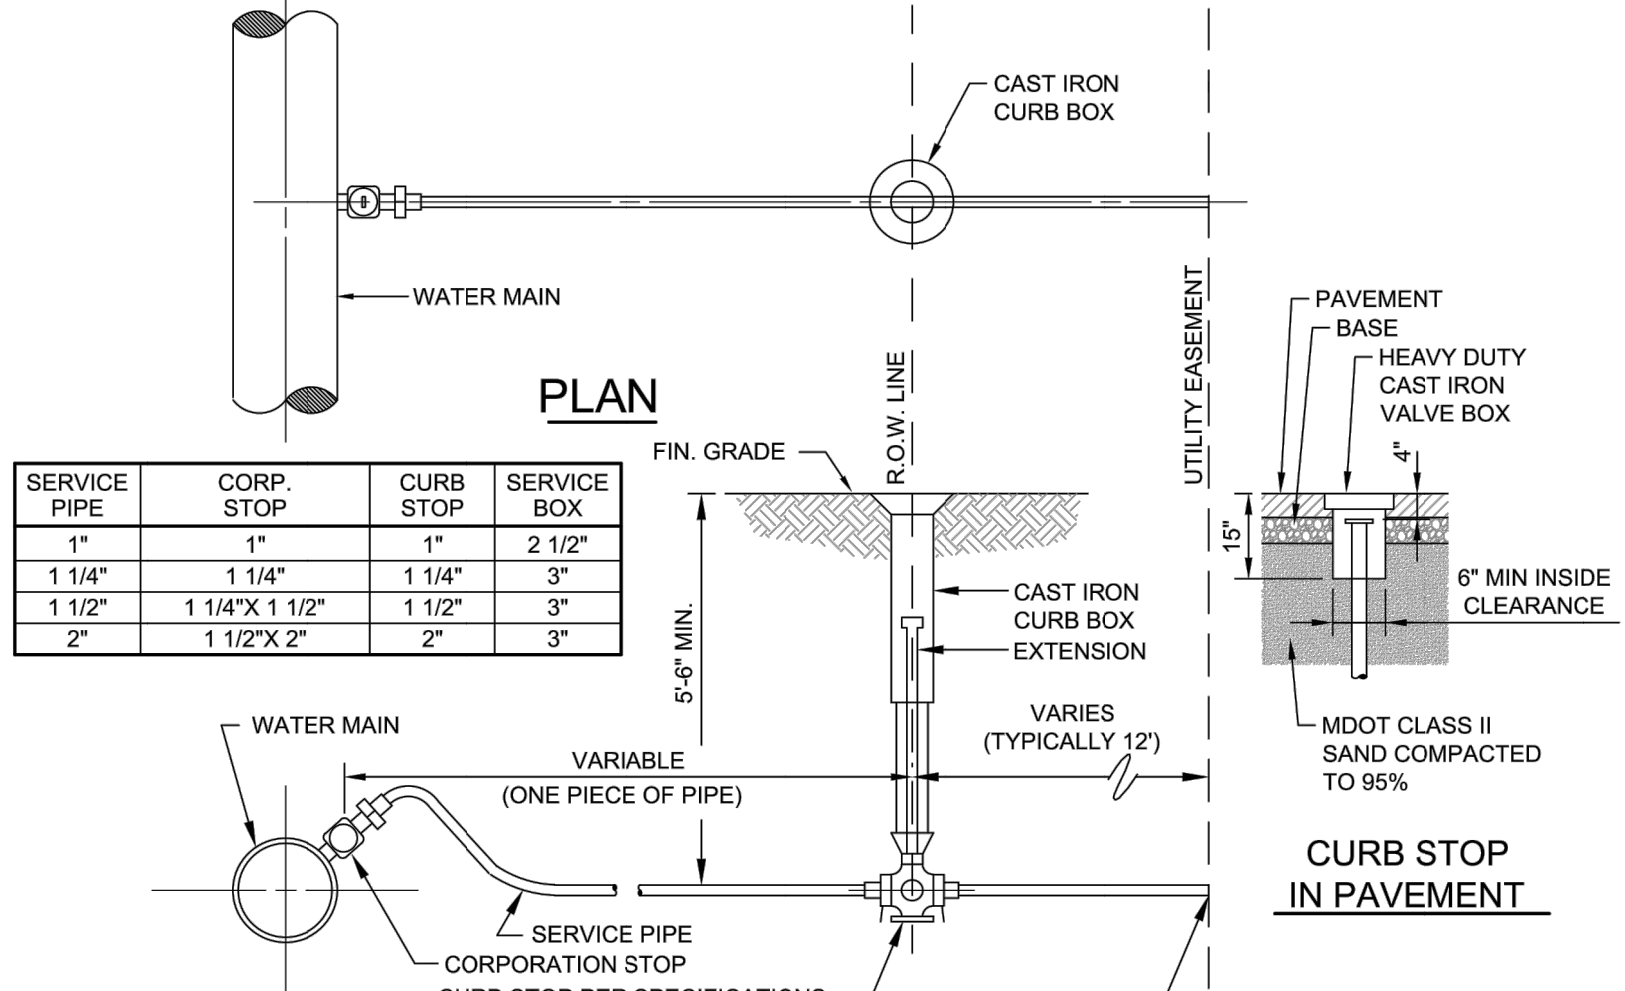 CAST IRON
CURB BOX
WATER MAIN
PLAN
R.O.W. LINE
UTILITY EASEMENT
PAVEMENT
BASE
HEAVY DUTY
CAST IRON
VALVE BOX
4"
15"
6" MIN INSIDE
CLEARANCE
MDOT CLASS II
SAND COMPACTED
TO 95%
CURB STOP
IN PAVEMENT
SERVICE PIPE | CORP. STOP | CURB STOP | SERVICE BOX
1" | 1" | 1" | 2 1/2"
1 1/4" | 1 1/4" | 1 1/4" | 3"
1 1/2" | 1 1/4"X 1 1/2" | 1 1/2" | 3"
2" | 1 1/2"X 2" | 2" | 3"
FIN. GRADE
5'-6" MIN.
CAST IRON
CURB BOX
EXTENSION
VARIES
(TYPICALLY 12')
WATER MAIN
VARIABLE
(ONE PIECE OF PIPE)
SERVICE PIPE
CORPORATION STOP
CURB STOP PER SPECIFICATIONS